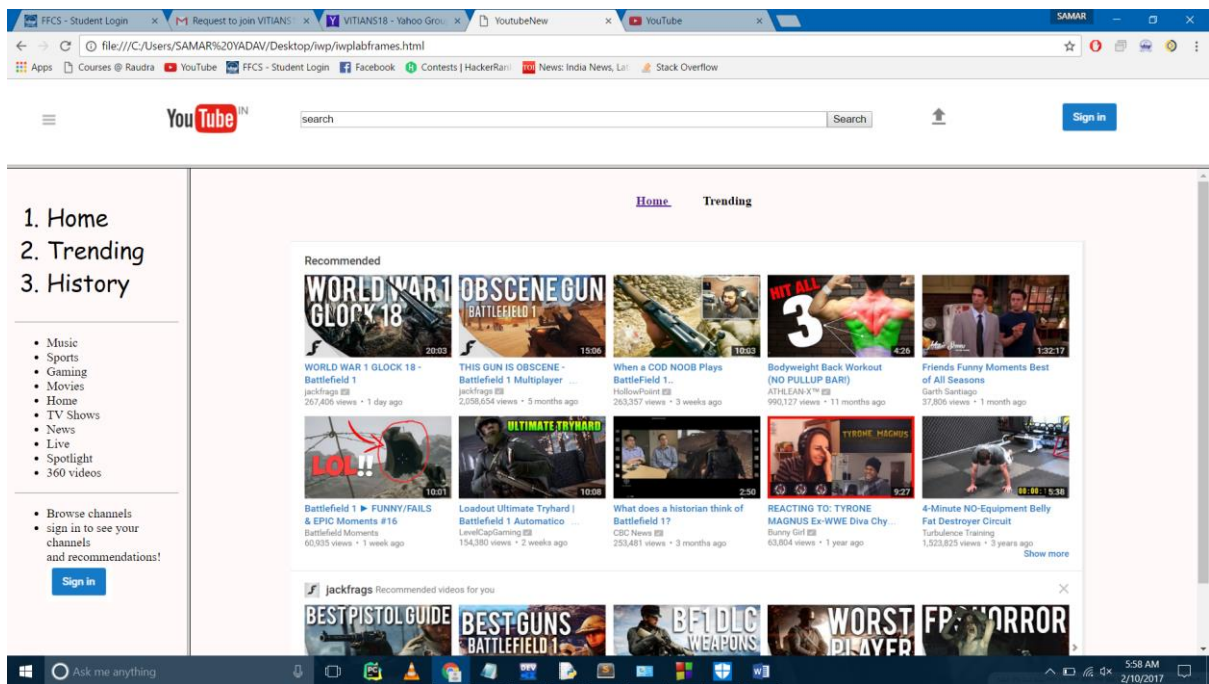 FFCS - Student Login
Request to join VITIANS
VITIANS18 - Yahoo Grou
YoutubeNew
YouTube
SAMAR
file:///C:/Users/SAMAR%20YADAV/Desktop/iwp/iwplabframes.html
Apps Courses @ Raudra YouTube FFCS - Student Login Facebook Contests | HackerRan News: India News, Lat Stack Overflow
YouTube IN
search
Search
Sign in
1. Home
2. Trending
3. History
• Music
• Sports
• Gaming
• Movies
• Home
• TV Shows
• News
• Live
• Spotlight
• 360 videos
• Browse channels
• sign in to see your
channels
and recommendations!
Sign in
Home Trending
Recommended
WORLD WAR 1
GLOCK 18
20:03
OBSCENE GUN
BATTLEFIELD 1
15:06
10:03
HIT ALL
3
4:26
1:32:17
WORLD WAR 1 GLOCK 18 -
Battlefield 1
jackfrags
267,406 views • 1 day ago
THIS GUN IS OBSCENE -
Battlefield 1 Multiplayer ...
jackfrags
2,058,654 views • 5 months ago
When a COD NOOB Plays
BattleField 1..
HollowPoint
263,357 views • 3 weeks ago
Bodyweight Back Workout
(NO PULLUP BAR!)
ATHLEAN-X™
990,127 views • 11 months ago
Friends Funny Moments Best
of All Seasons
Garth Santiago
37,806 views • 1 month ago
LOL!!
10:01
ULTIMATE TRYHARD
10:08
2:50
TYRONE MAGNUS
9:27
00:00:1
5:38
Battlefield 1 ► FUNNY/FAILS
& EPIC Moments #16
Battlefield Moments
60,935 views • 1 week ago
Loadout Ultimate Tryhard |
Battlefield 1 Automatico ...
LevelCapGaming
154,380 views • 2 weeks ago
What does a historian think of
Battlefield 1?
CBC News
253,481 views • 3 months ago
REACTING TO: TYRONE
MAGNUS Ex-WWE Diva Chy...
Bunny Girl
63,804 views • 1 year ago
4-Minute NO-Equipment Belly
Fat Destroyer Circuit
Turbulence Training
1,523,825 views • 3 years ago
Show more
jackfrags Recommended videos for you
BEST PISTOL GUIDE
BEST GUNS
BATTLEFIELD 1
BF1 DLC
WEAPONS
WORST
PLAYER
Ask me anything
5:58 AM
2/10/2017